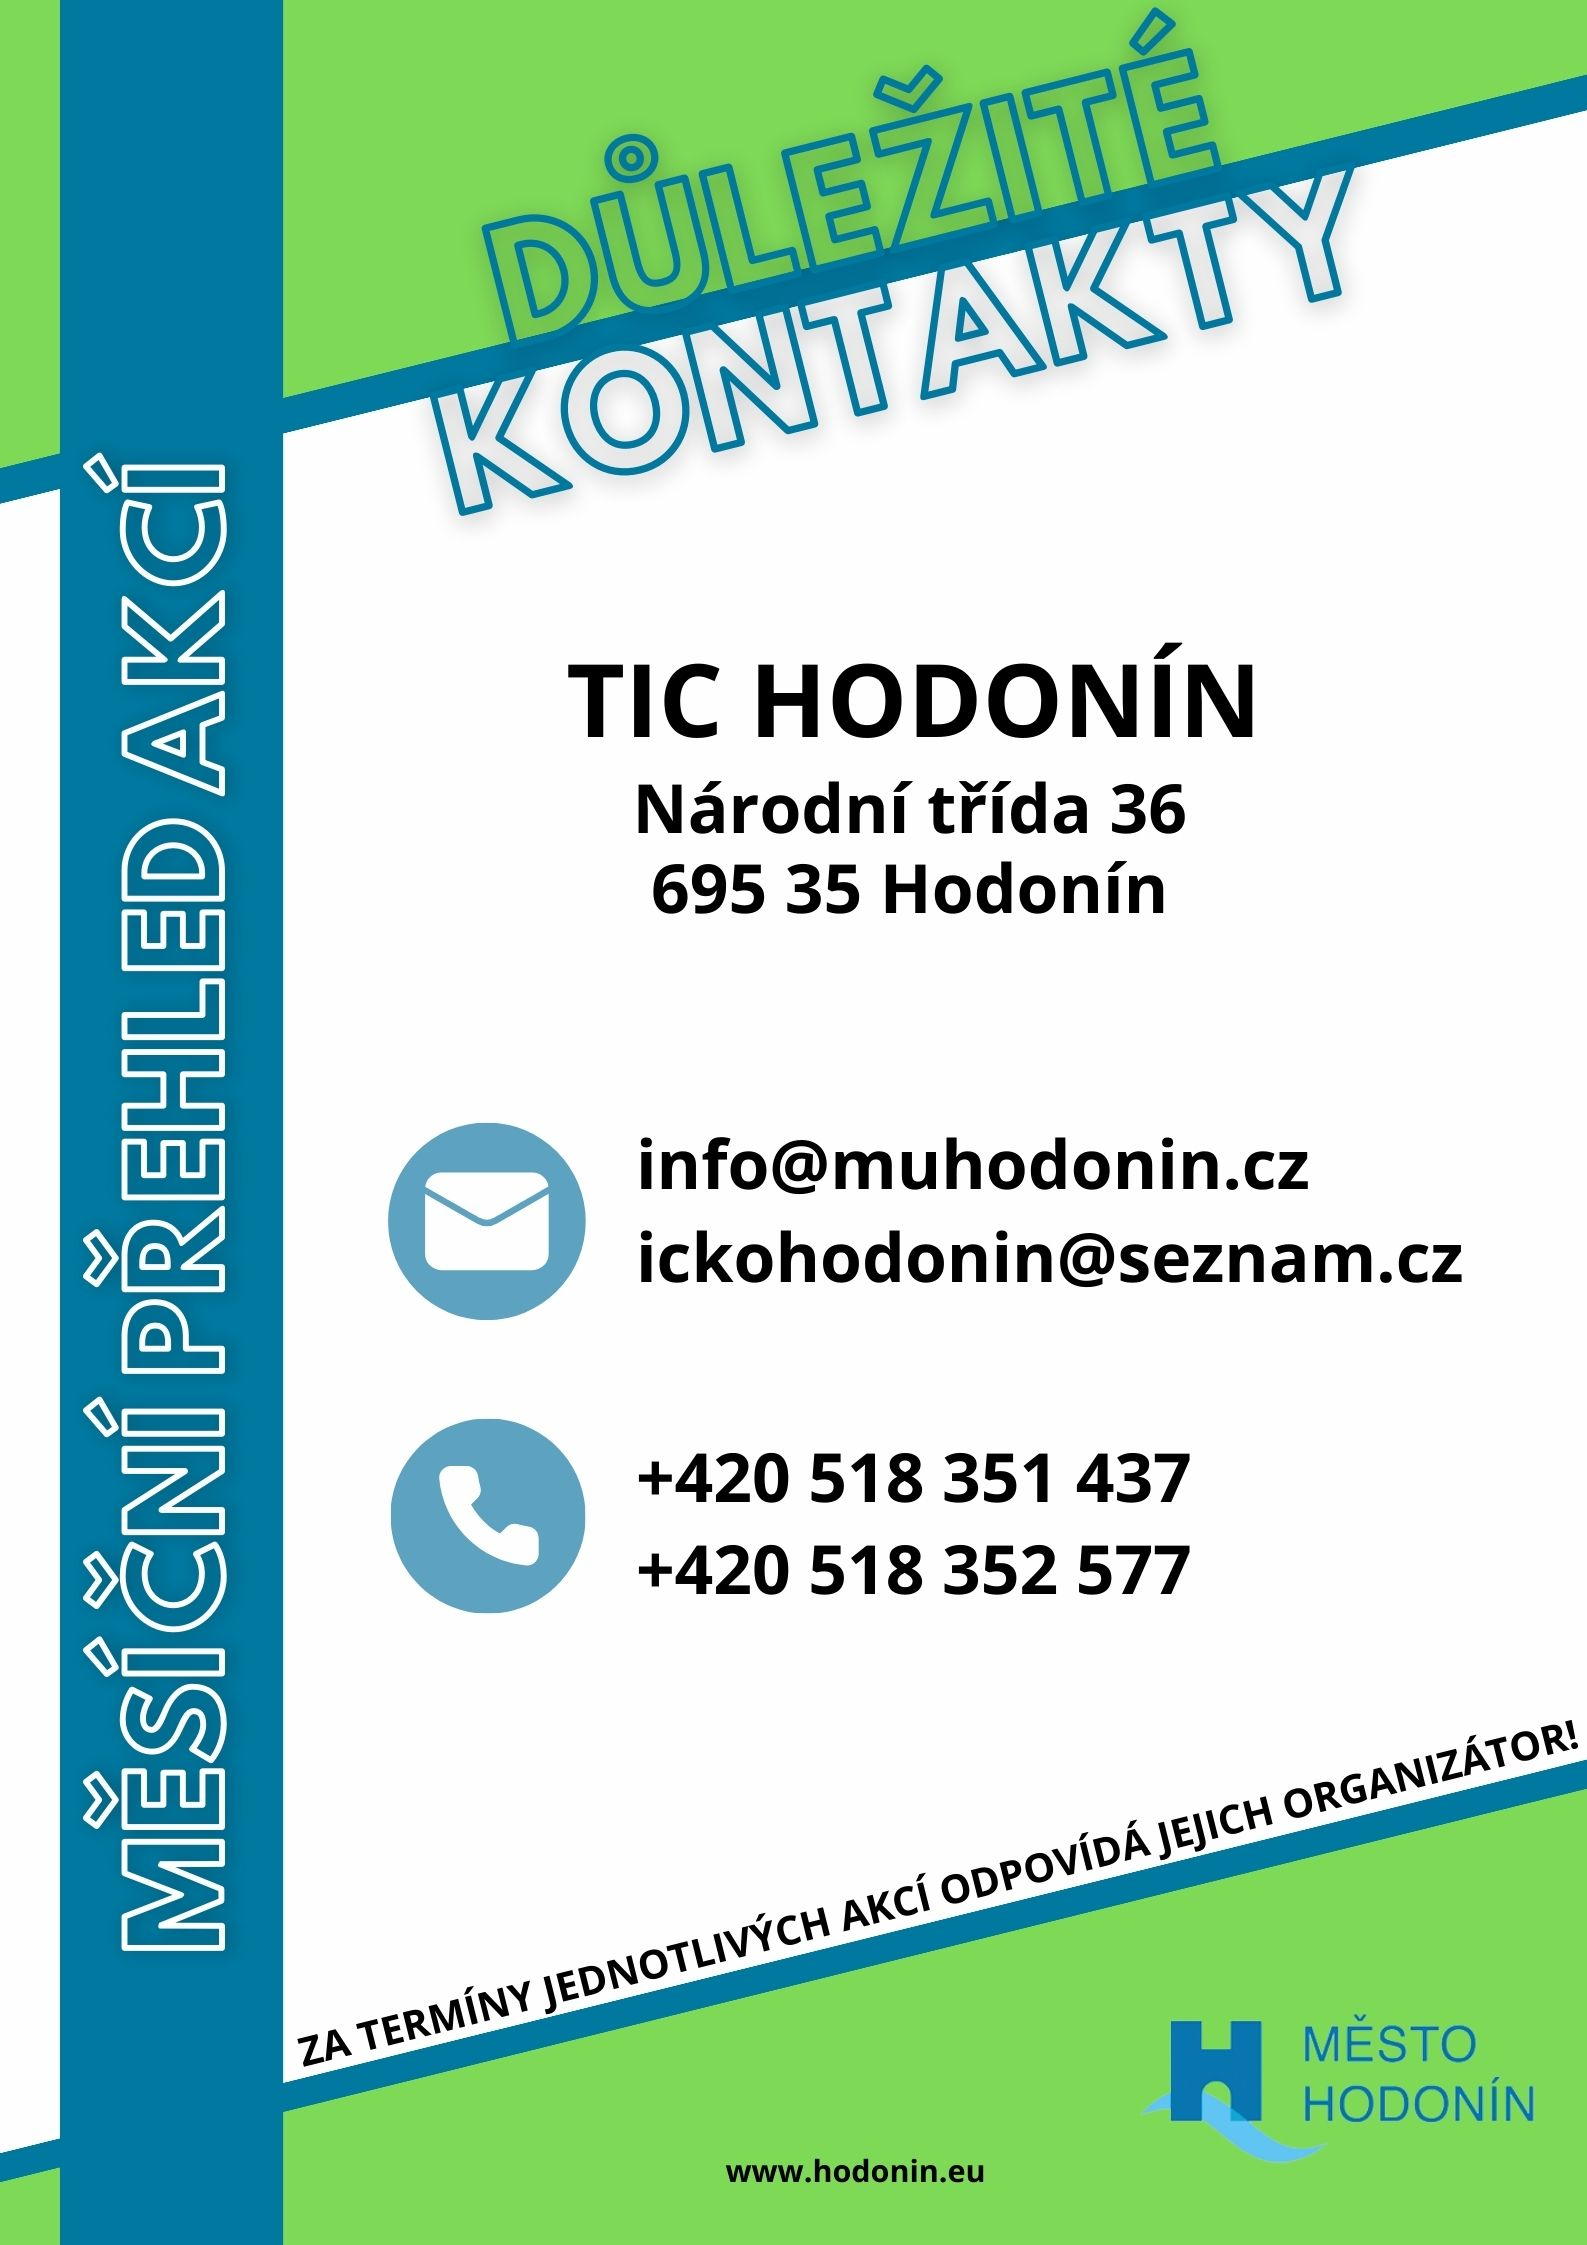 DŮLEŽITÉ
KONTAKTY
MĚSÍČNÍ PŘEHLED AKCÍ
TIC HODONÍN
Národní třída 36
695 35 Hodonín
info@muhodonin.cz
ickohodonin@seznam.cz
+420 518 351 437
+420 518 352 577
ZA TERMÍNY JEDNOTLIVÝCH AKCÍ ODPOVÍDÁ JEJICH ORGANIZÁTOR!
MĚSTO
HODONÍN
www.hodonin.eu